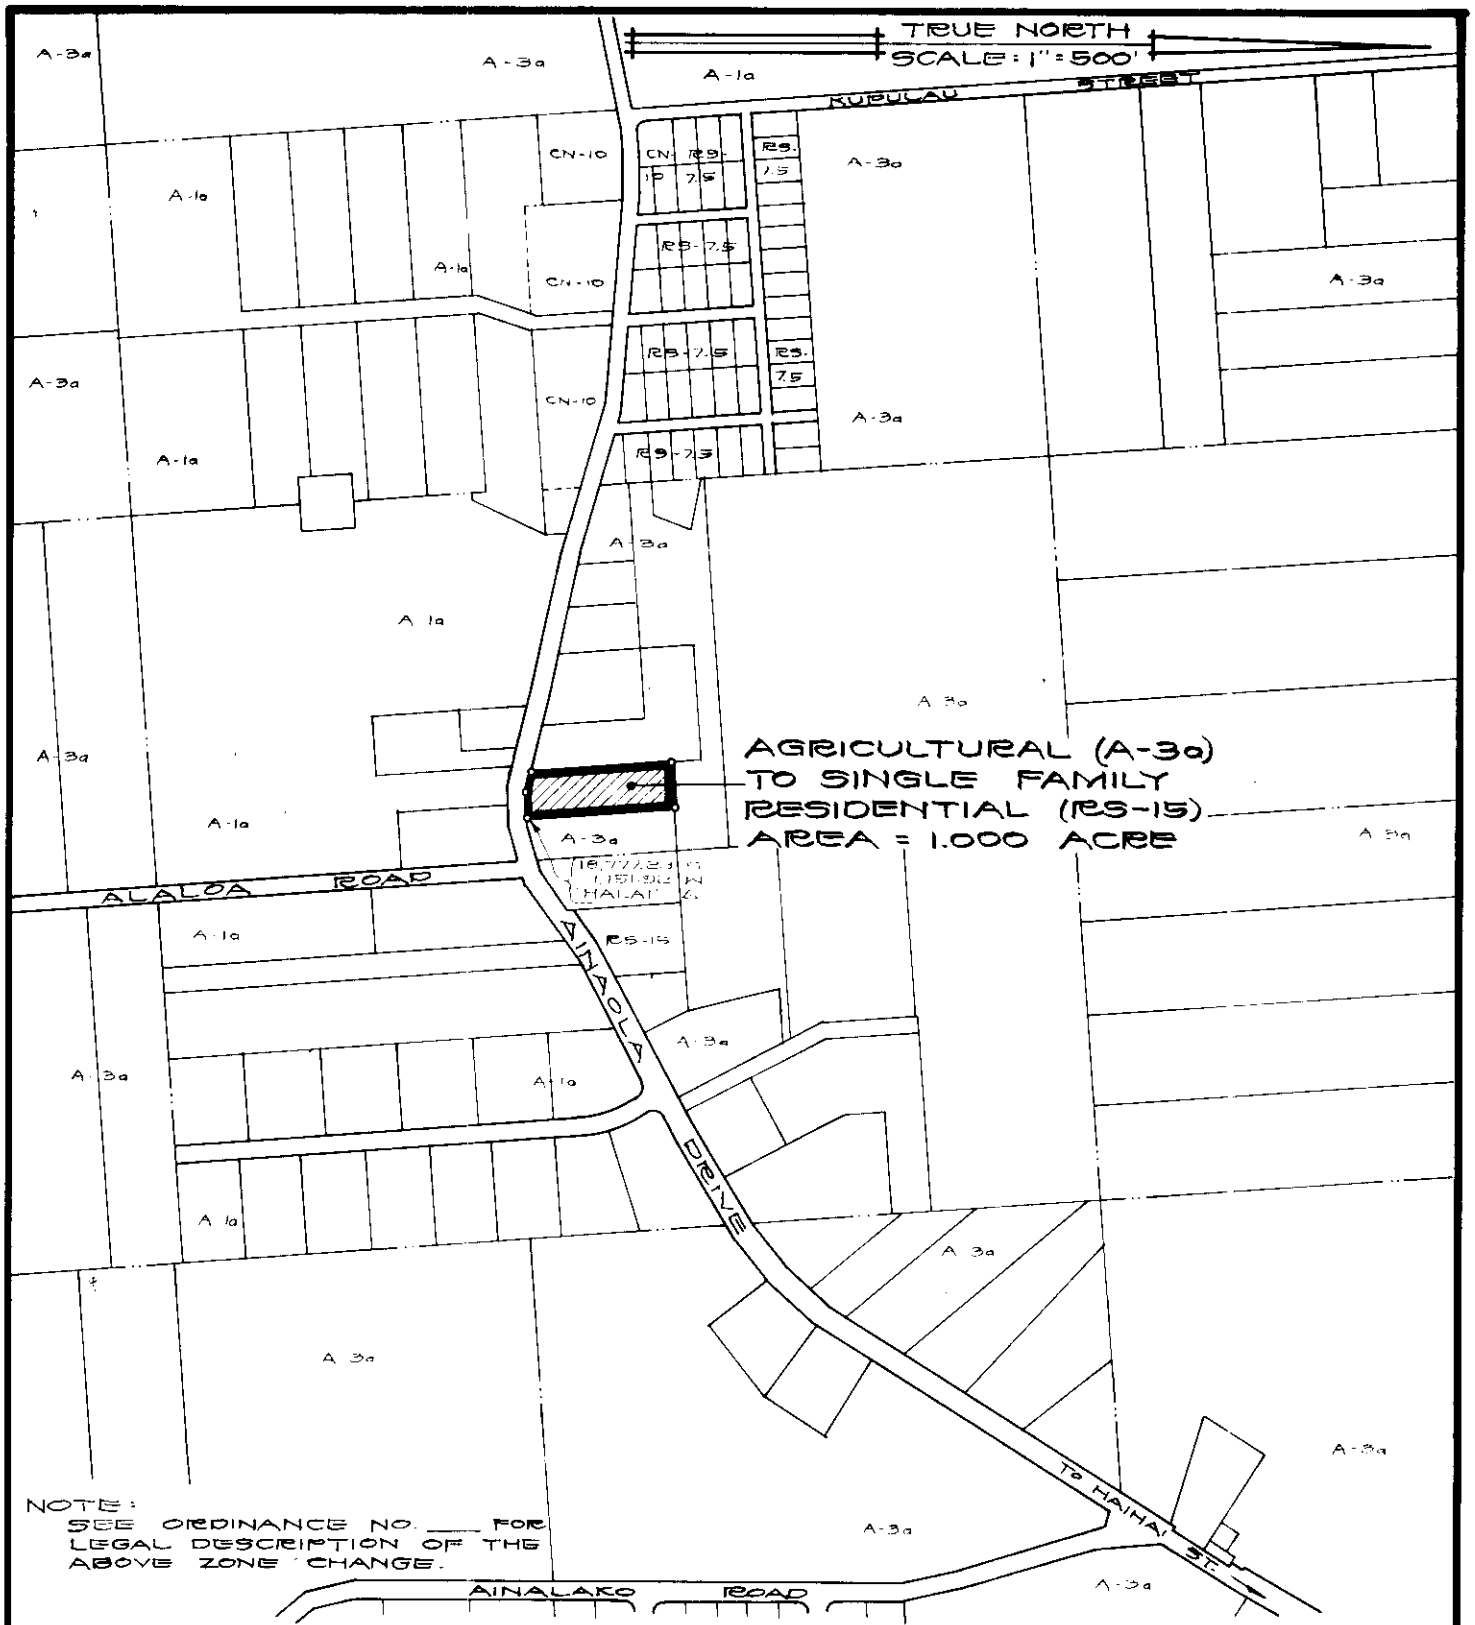 TRUE NORTH
SCALE: 1" = 500'
A-3a
A-3a
A-1a
KUPULAU STREET
CN-10
CN-10
RS-7.5
RS-7.5
A-3a
A-1a
RS-7.5
A-1a
CN-10
A-3a
RS-7.5
RS-7.5
A-3a
CN-10
A-3a
A-1a
RS-7.5
A-3a
A-1a
A-3a
A-3a
AGRICULTURAL (A-3a)
TO SINGLE FAMILY
RESIDENTIAL (RS-15)
AREA = 1.000 ACRE
A-1a
A-3a
A-3a
ALALOA ROAD
HALAI
A-1a
RS-15
AINAOLA DRIVE
A-3a
A-3a
A-1a
A-1a
A-3a
A-3a
A-3a
NOTE:
SEE ORDINANCE NO. ___ FOR
LEGAL DESCRIPTION OF THE
ABOVE ZONE CHANGE.
A-3a
TO HAIHAI ST.
A-3a
AINALAKO ROAD